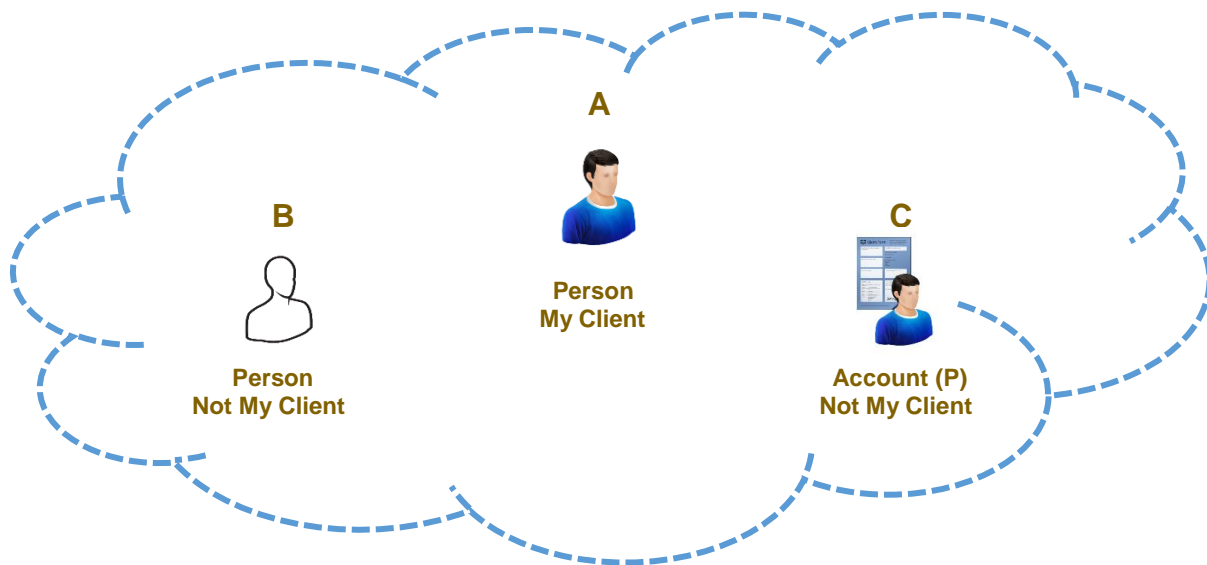 A
Person
My Client
B
Person
Not My Client
C
Account (P)
Not My Client